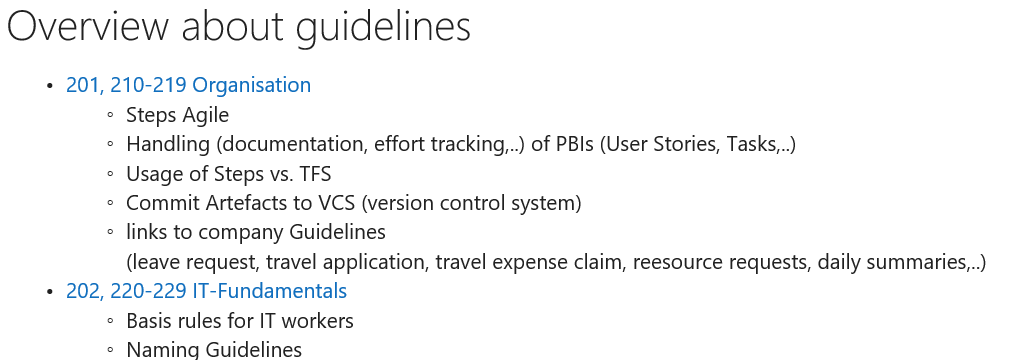 Overview about guidelines
• 201, 210-219 Organisation
◦ Steps Agile
◦ Handling (documentation, effort tracking,..) of PBIs (User Stories, Tasks,..)
◦ Usage of Steps vs. TFS
◦ Commit Artefacts to VCS (version control system)
◦ links to company Guidelines
(leave request, travel application, travel expense claim, reesource requests, daily summaries,..)
• 202, 220-229 IT-Fundamentals
◦ Basis rules for IT workers
◦ Naming Guidelines